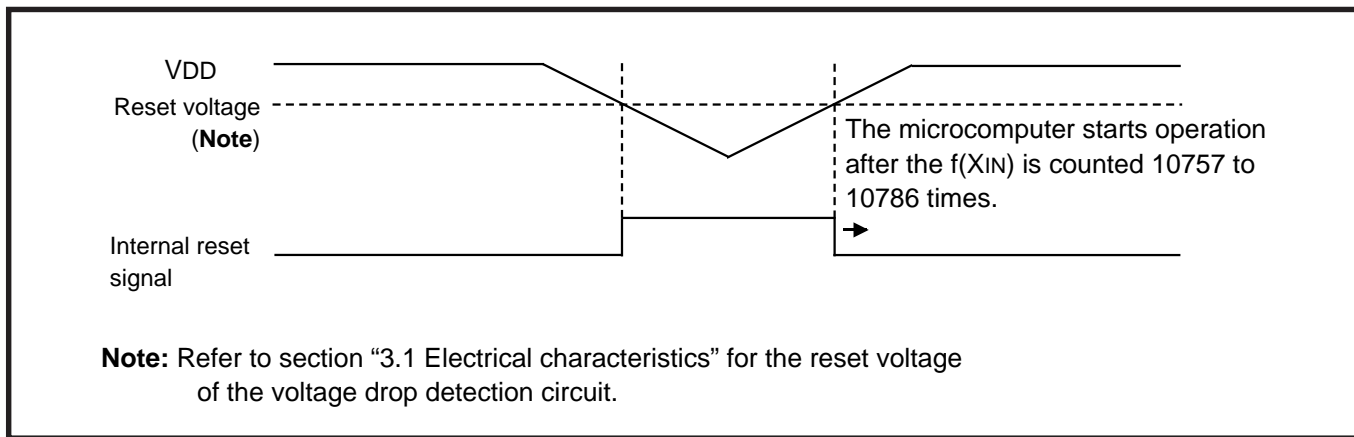 VDD
Reset voltage
(Note)
The microcomputer starts operation
after the f(XIN) is counted 10757 to
10786 times.
Internal reset
signal
Note: Refer to section “3.1 Electrical characteristics” for the reset voltage
of the voltage drop detection circuit.